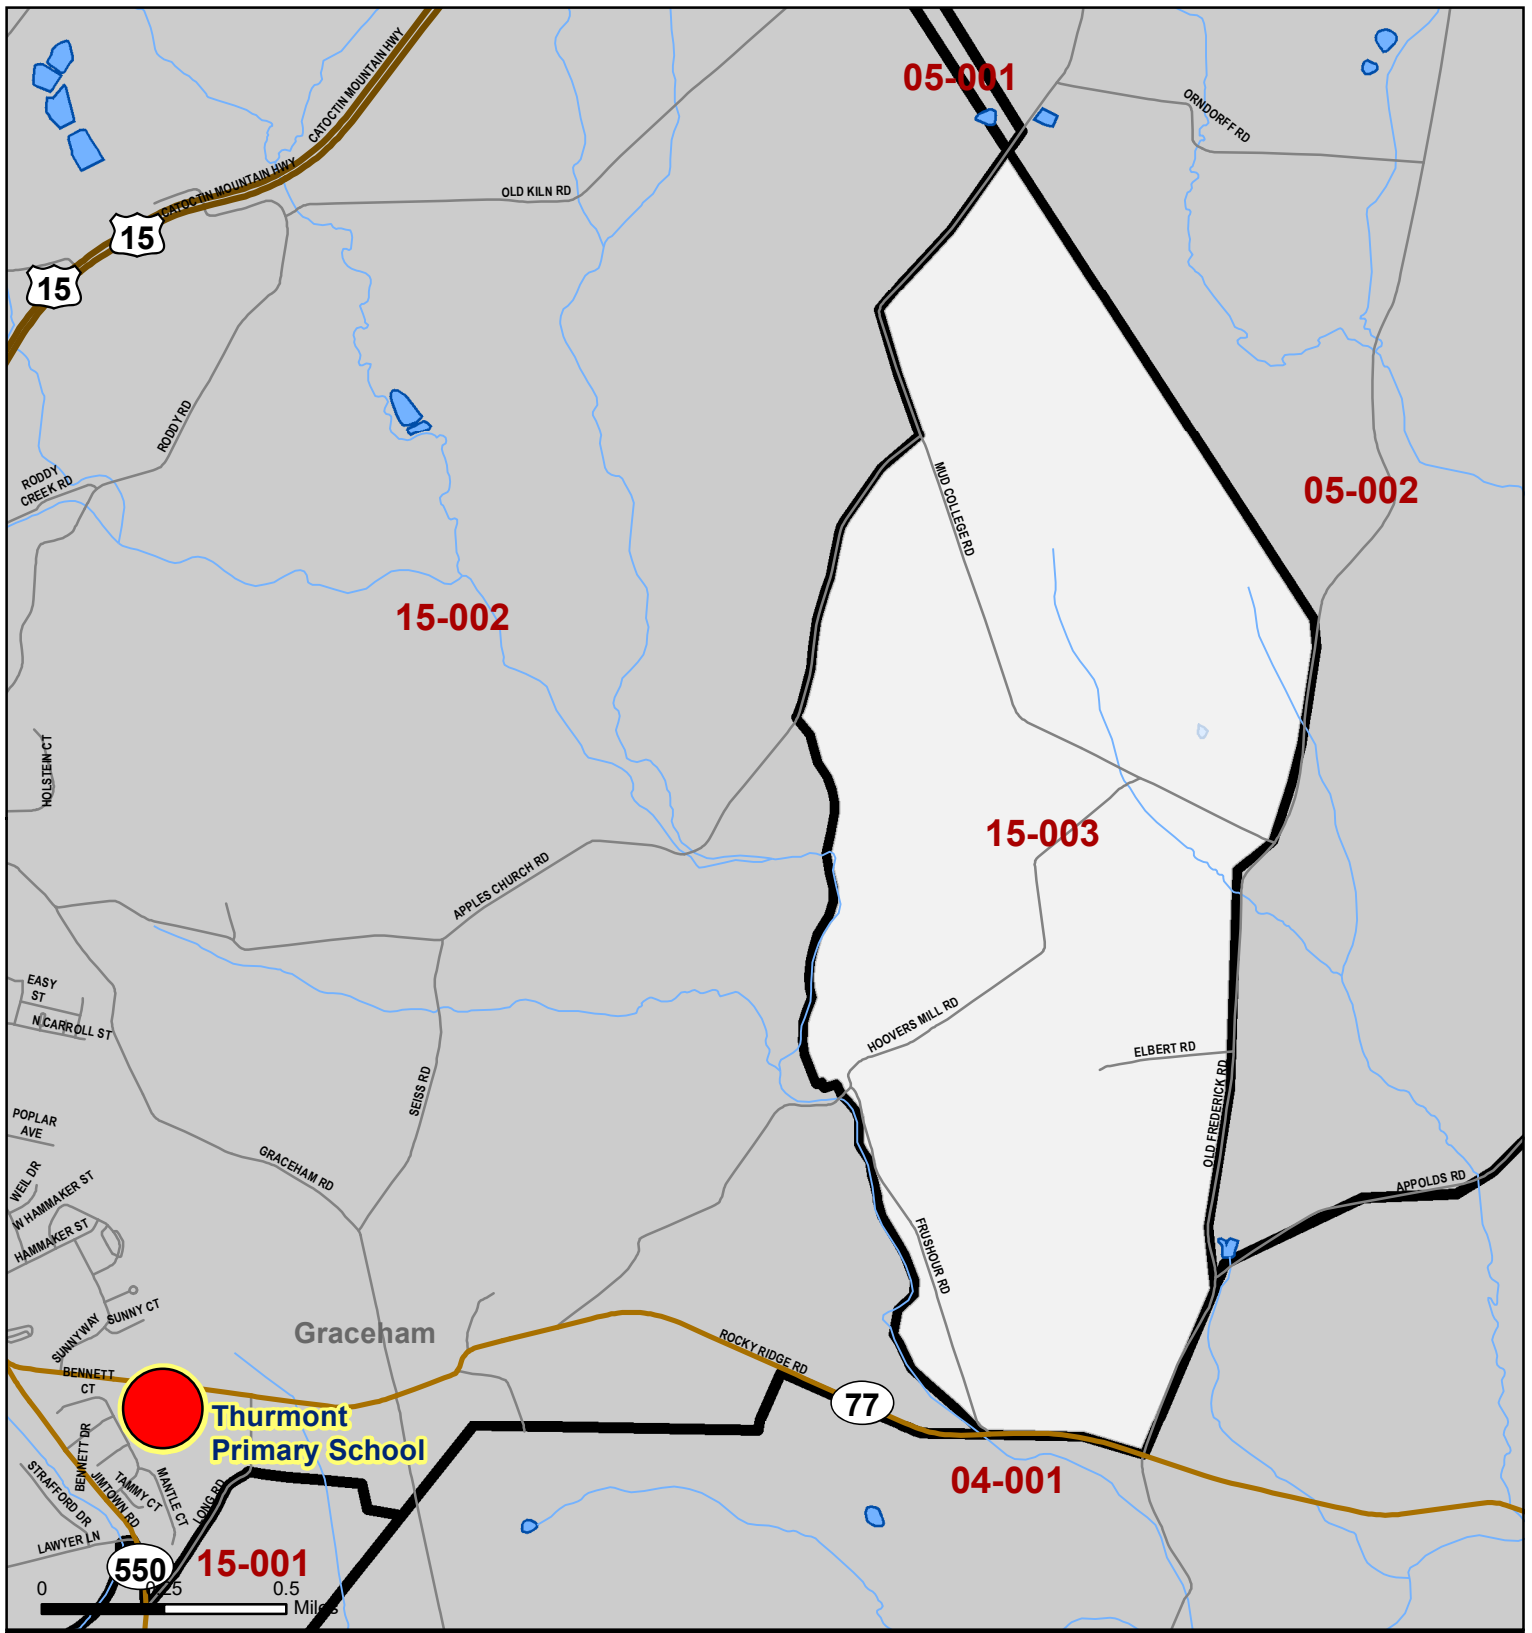 05-001
ORNDORFF RD
CATOCTIN MOUNTAIN HWY
CATOCTIN MOUNTAIN HWY
OLD KILN RD
15
15
RODDY RD
RODDY
CREEK RD
MUD COLLEGE RD
05-002
15-002
HOLSTEIN CT
15-003
APPLES CHURCH RD
EASY
ST
N CARROLL ST
HOOVERS MILL RD
ELBERT RD
SEISS RD
OLD FREDERICK RD
POPLAR
AVE
GRACEHAM RD
WEIL DR
W HAMMAKER ST
HAMMAKER ST
APPOLDS RD
FRUSHOUR RD
SUNNY CT
SUNNYWAY
Graceham
ROCKY RIDGE RD
BENNETT
CT
77
Thurmont
Primary School
BENNETT DR
STRAFFORD DR
JIMTOWN RD
TAMMY CT
MANTLE CT
LONG RD
04-001
LAWYER LN
550
15-001
0
0.25
0.5
Miles